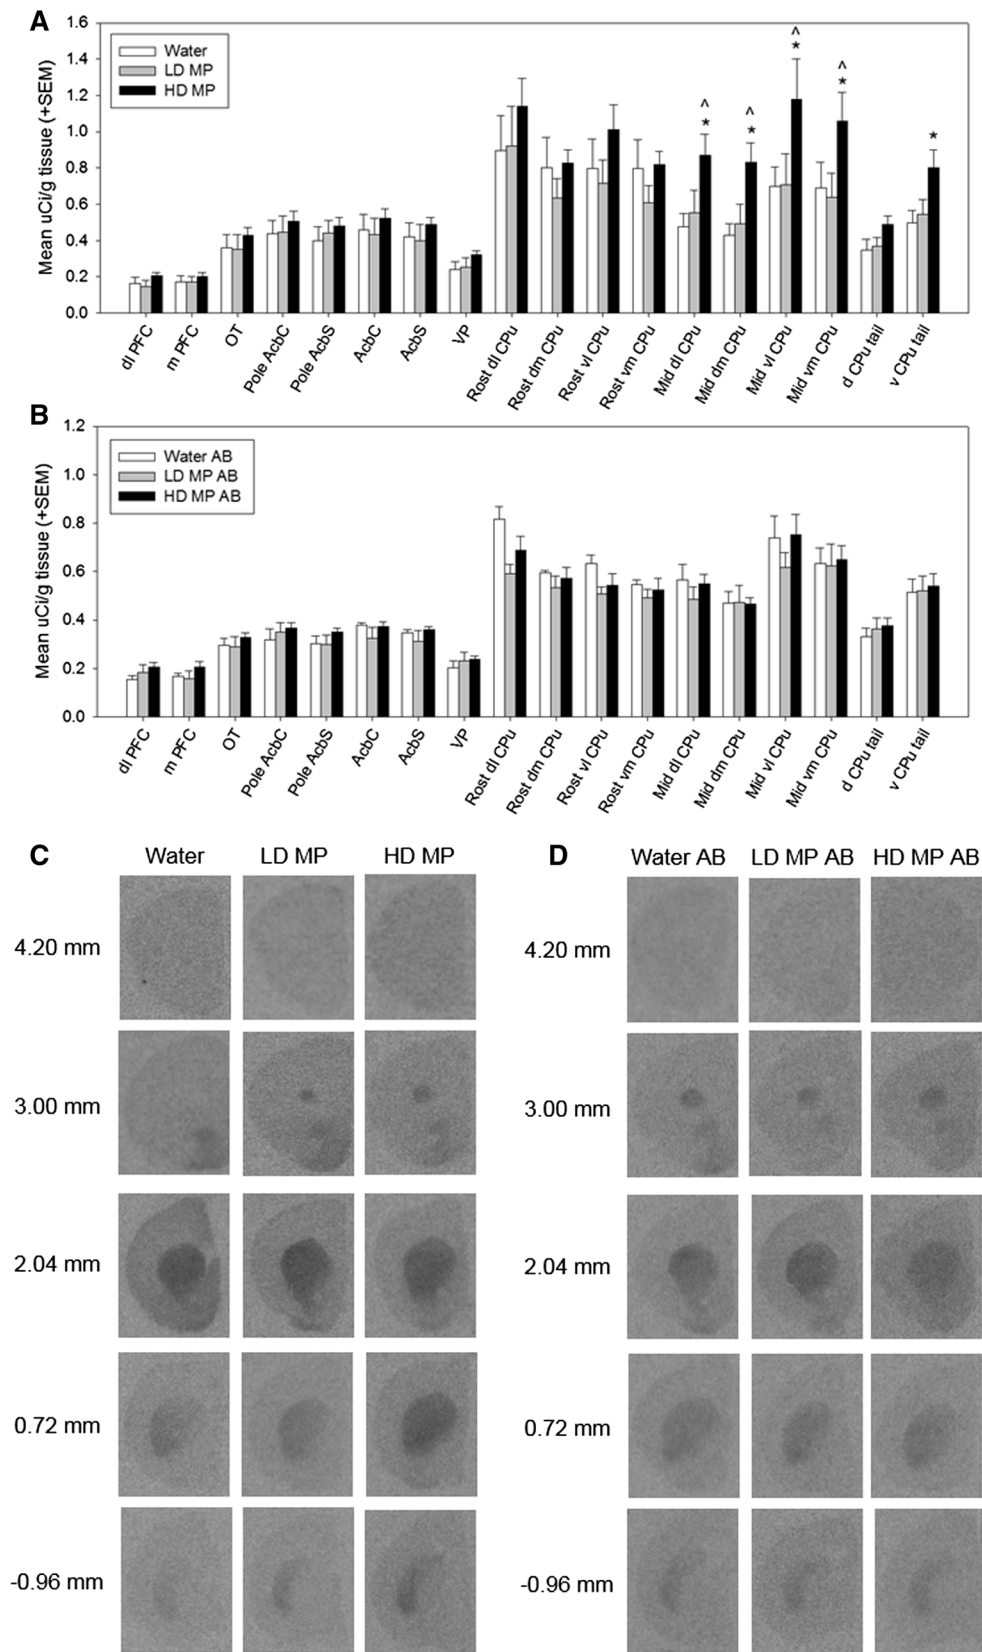 A
Mean uCi/g tissue (+SEM)
1.6
1.4
1.2
1.0
0.8
0.6
0.4
0.2
0.0
Water
LD MP
HD MP
^
*
^
*
^
*
^
*
*
dl PFC
m PFC
OT
Pole AcbC
Pole AcbS
AcbC
AcbS
VP
Rost dl CPu
Rost dm CPu
Rost vl CPu
Rost vm CPu
Mid dl CPu
Mid dm CPu
Mid vl CPu
Mid vm CPu
d CPu tail
v CPu tail
B
Mean uCi/g tissue (+SEM)
1.2
1.0
0.8
0.6
0.4
0.2
0.0
Water AB
LD MP AB
HD MP AB
dl PFC
m PFC
OT
Pole AcbC
Pole AcbS
AcbC
AcbS
VP
Rost dl CPu
Rost dm CPu
Rost vl CPu
Rost vm CPu
Mid dl CPu
Mid dm CPu
Mid vl CPu
Mid vm CPu
d CPu tail
v CPu tail
C
Water LD MP HD MP
4.20 mm
3.00 mm
2.04 mm
0.72 mm
-0.96 mm
D
Water AB LD MP AB HD MP AB
4.20 mm
3.00 mm
2.04 mm
0.72 mm
-0.96 mm